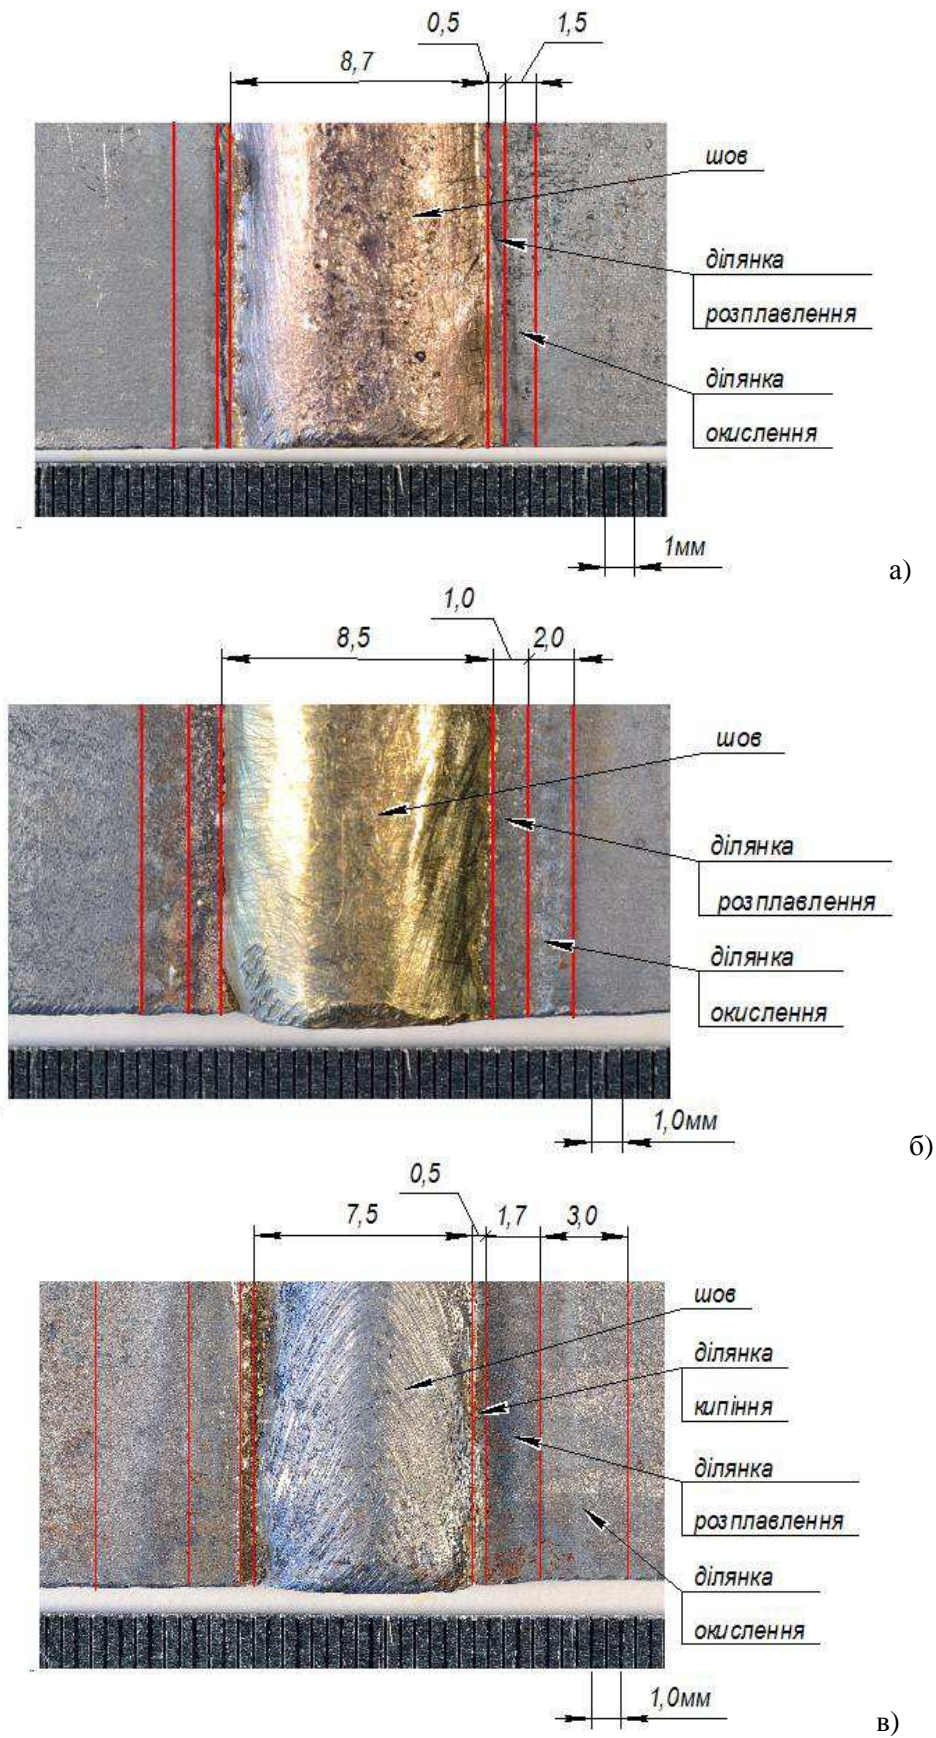 0,5
1,5
8,7
шов
ділянка
розплавлення
ділянка
окислення
1мм
а)
1,0
8,5
2,0
шов
ділянка
розплавлення
ділянка
окислення
1,0мм
б)
0,5
7,5
1,7
3,0
шов
ділянка
кипіння
ділянка
розплавлення
ділянка
окислення
1,0мм
в)